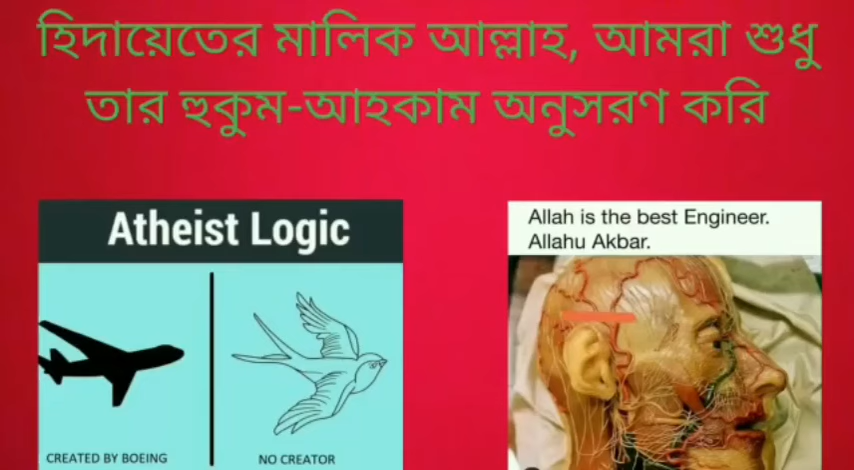 হিদায়েতের মালিক আল্লাহ, আমরা শুধু
তার হুকুম-আহকাম অনুসরণ করি
Atheist Logic
CREATED BY BOEING
NO CREATOR
Allah is the best Engineer.
Allahu Akbar.